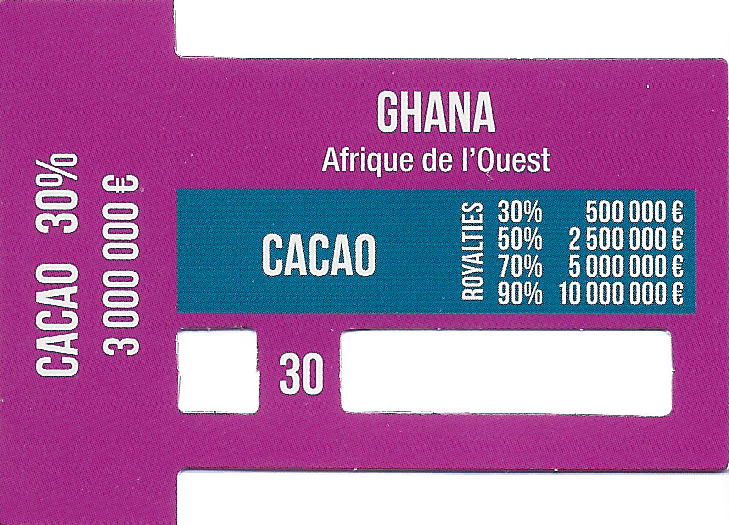 CACAO 30%
3 000 000 €
GHANA
Afrique de l'Ouest
CACAO
ROYALTIES
30% 500 000 €
50% 2 500 000 €
70% 5 000 000 €
90% 10 000 000 €
30